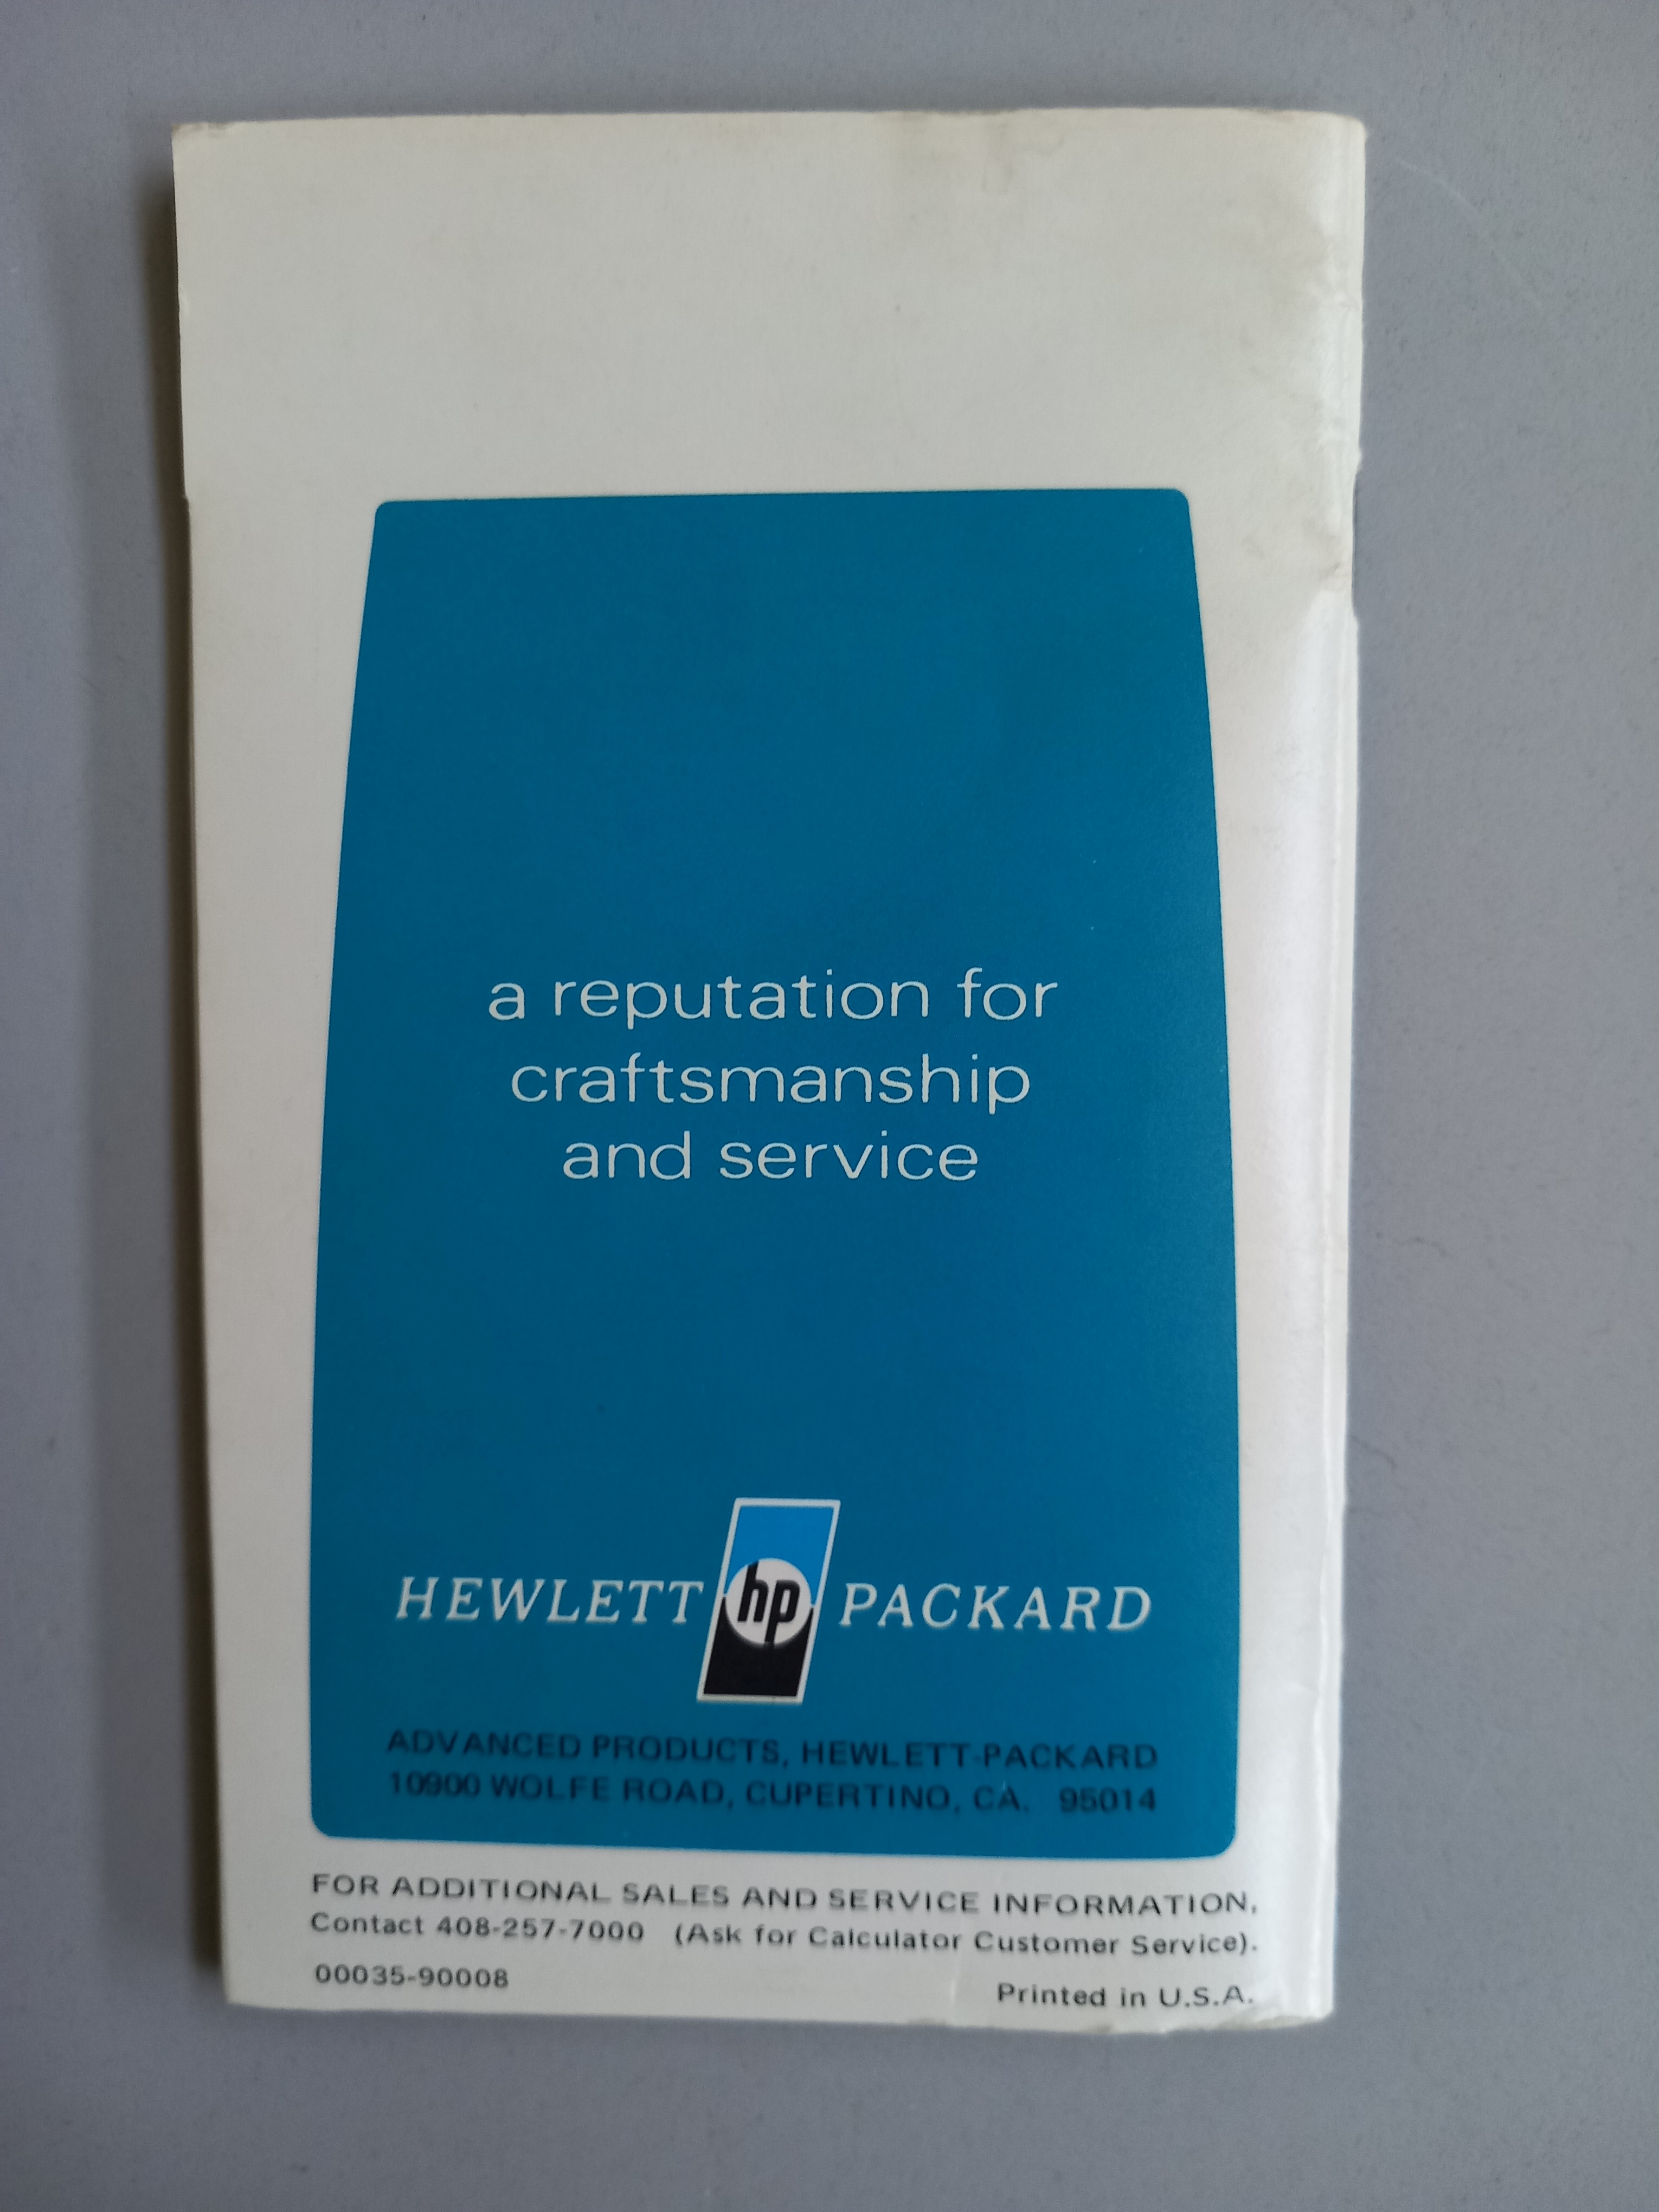 a reputation for
craftsmanship
and service
HEWLETT hp PACKARD
ADVANCED PRODUCTS, HEWLETT-PACKARD
10900 WOLFE ROAD, CUPERTINO, CA. 95014
FOR ADDITIONAL SALES AND SERVICE INFORMATION,
Contact 408-257-7000 (Ask for Calculator Customer Service).
00035-90008
Printed in U.S.A.